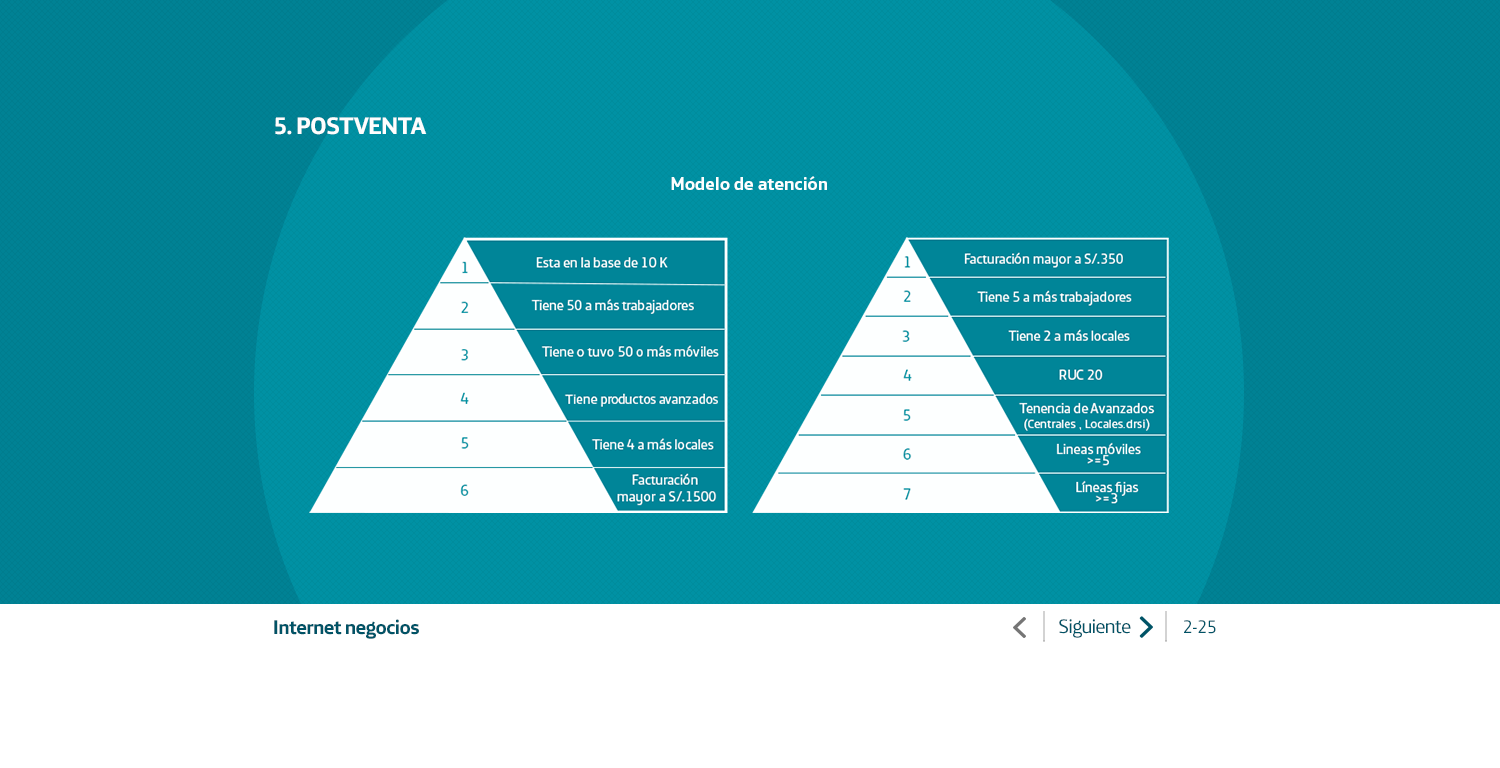 5. POSTVENTA
Modelo de atención
1
Esta en la base de 10 K
2
Tiene 50 a más trabajadores
3
Tiene o tuvo 50 o más móviles
4
Tiene productos avanzados
5
Tiene 4 a más locales
6
Facturación
mayor a S/.1500
1
Facturación mayor a S/.350
2
Tiene 5 a más trabajadores
3
Tiene 2 a más locales
4
RUC 20
5
Tenencia de Avanzados
(Centrales , Locales.drsi)
6
Lineas móviles
>=5
7
Líneas fijas
>=3
Internet negocios
Siguiente
2-25